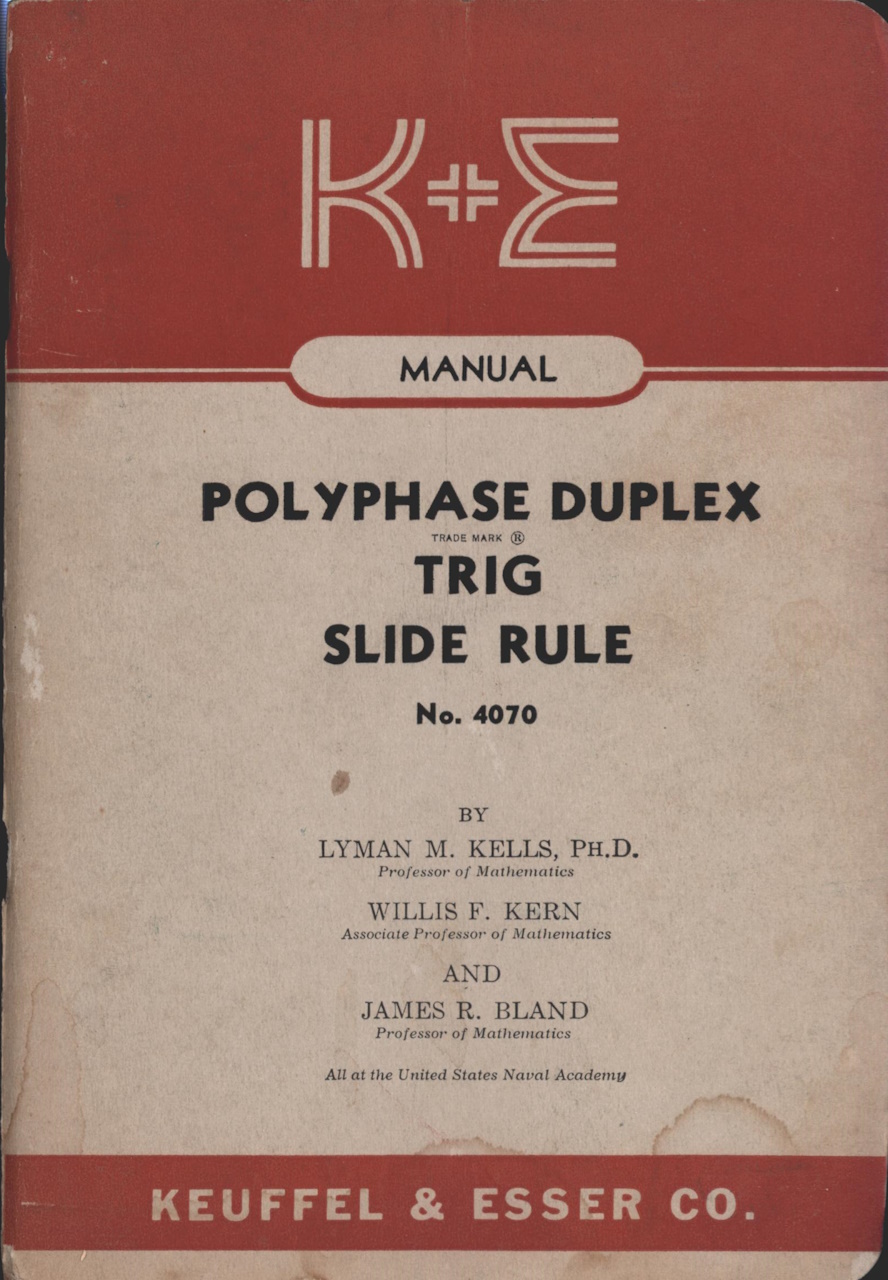 K+E
MANUAL
POLYPHASE DUPLEX
TRADE MARK ®
TRIG
SLIDE RULE
No. 4070
BY
LYMAN M. KELLS, PH.D.
Professor of Mathematics
WILLIS F. KERN
Associate Professor of Mathematics
AND
JAMES R. BLAND
Professor of Mathematics
All at the United States Naval Academy
KEUFFEL & ESSER CO.